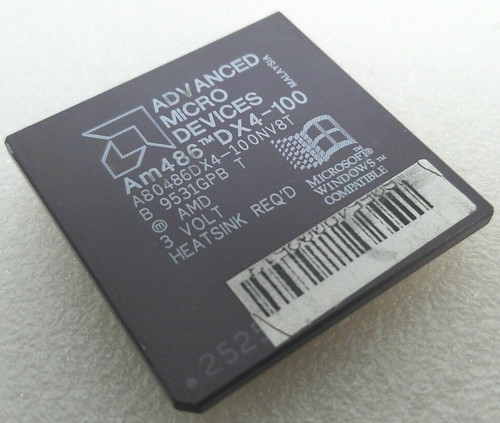 ADVANCED
MICRO
DEVICES
MALAYSIA
Am486™DX4-100
A80486DX4-100NV8T
B 9531GPB T
ⓜ AMD
3 VOLT
HEATSINK REQ'D
MICROSOFT®
WINDOWS™
COMPATIBLE